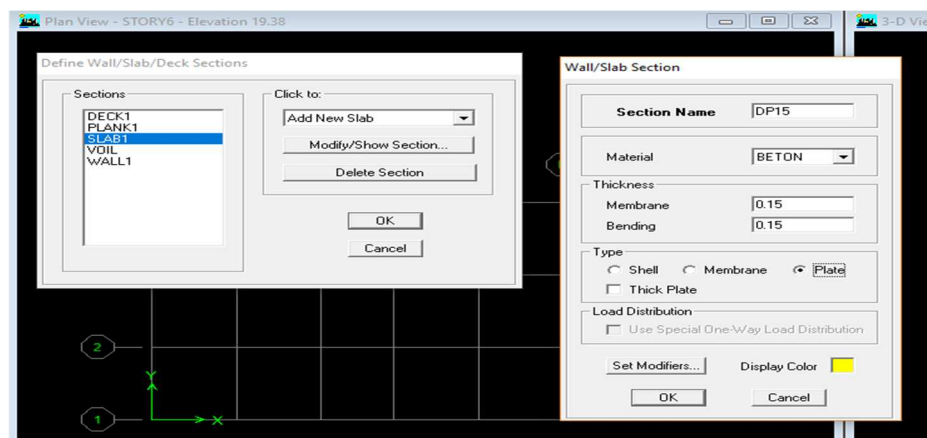 Plan View - STORY6 - Elevation 19.38
3-D Vie
Define Wall/Slab/Deck Sections
Sections
DECK1
PLANK1
SLAB1
VOIL
WALL1
Click to:
Add New Slab
Modify/Show Section...
Delete Section
OK
Cancel
Wall/Slab Section
Section Name DP15
Material BETON
Thickness
Membrane 0.15
Bending 0.15
Type
Shell Membrane Plate
Thick Plate
Load Distribution
Use Special One-Way Load Distribution
Set Modifiers... Display Color
OK Cancel
2
Y
1
X